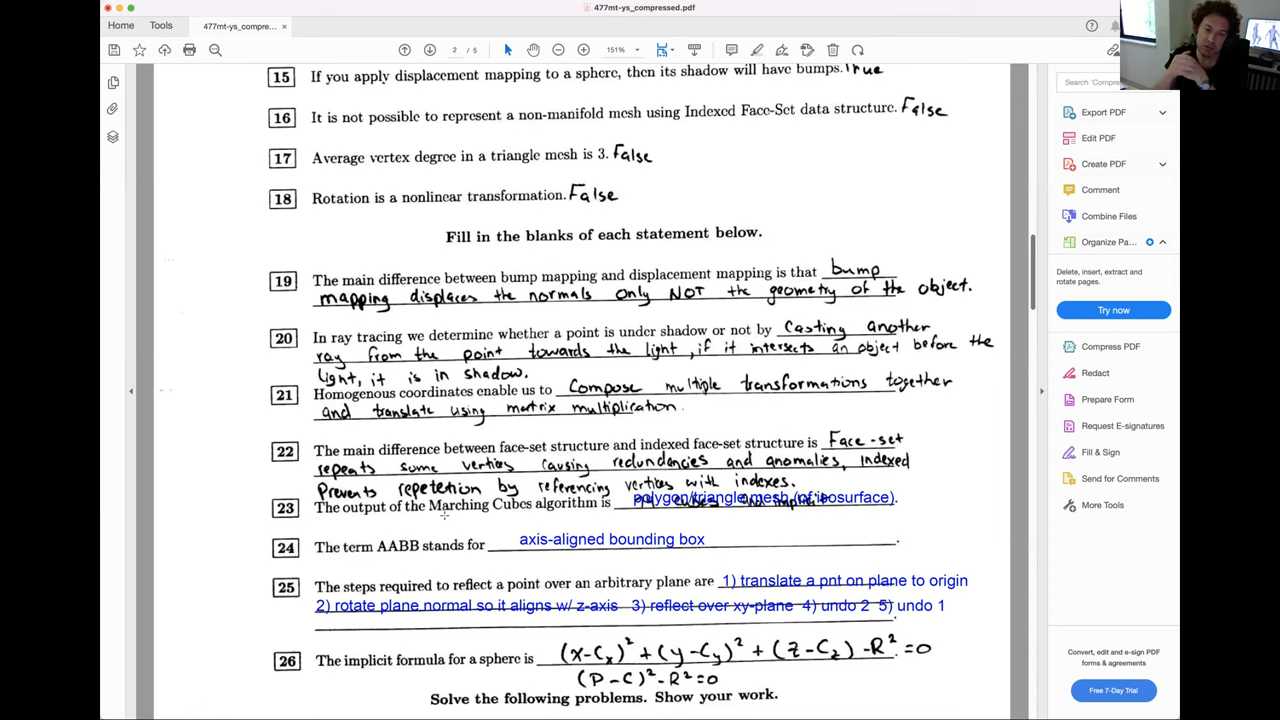 477mt-ys_compressed.pdf
Home Tools 477mt-ys_compre... ×
2 / 5 151%
15 If you apply displacement mapping to a sphere, then its shadow will have bumps. True
16 It is not possible to represent a non-manifold mesh using Indexed Face-Set data structure. False
17 Average vertex degree in a triangle mesh is 3. False
18 Rotation is a nonlinear transformation. False
Fill in the blanks of each statement below.
19 The main difference between bump mapping and displacement mapping is that bump
mapping displaces the normals only NOT the geometry of the object.
20 In ray tracing we determine whether a point is under shadow or not by casting another
ray from the point towards the light, if it intersects an object before the
light, it is in shadow.
21 Homogenous coordinates enable us to compose multiple transformations together
and translate using matrix multiplication.
22 The main difference between face-set structure and indexed face-set structure is Face-set
repeats some vertices causing redundencies and anomalies, indexed
prevents repetetion by referencing vertices with indexes.
23 The output of the Marching Cubes algorithm is polygon/triangle mesh (of isosurface).
24 The term AABB stands for axis-aligned bounding box.
25 The steps required to reflect a point over an arbitrary plane are 1) translate a pnt on plane to origin
2) rotate plane normal so it aligns w/ z-axis 3) reflect over xy-plane 4) undo 2 5) undo 1
26 The implicit formula for a sphere is (x-Cx)² + (y-Cy)² + (z-Cz) - R² = 0
(P-C)² - R² = 0
Solve the following problems. Show your work.
Search 'Compre
Export PDF
Edit PDF
Create PDF
Comment
Combine Files
Organize Pa...
Delete, insert, extract and
rotate pages.
Try now
Compress PDF
Redact
Prepare Form
Request E-signatures
Fill & Sign
Send for Comments
More Tools
Convert, edit and e-sign PDF
forms & agreements
Free 7-Day Trial